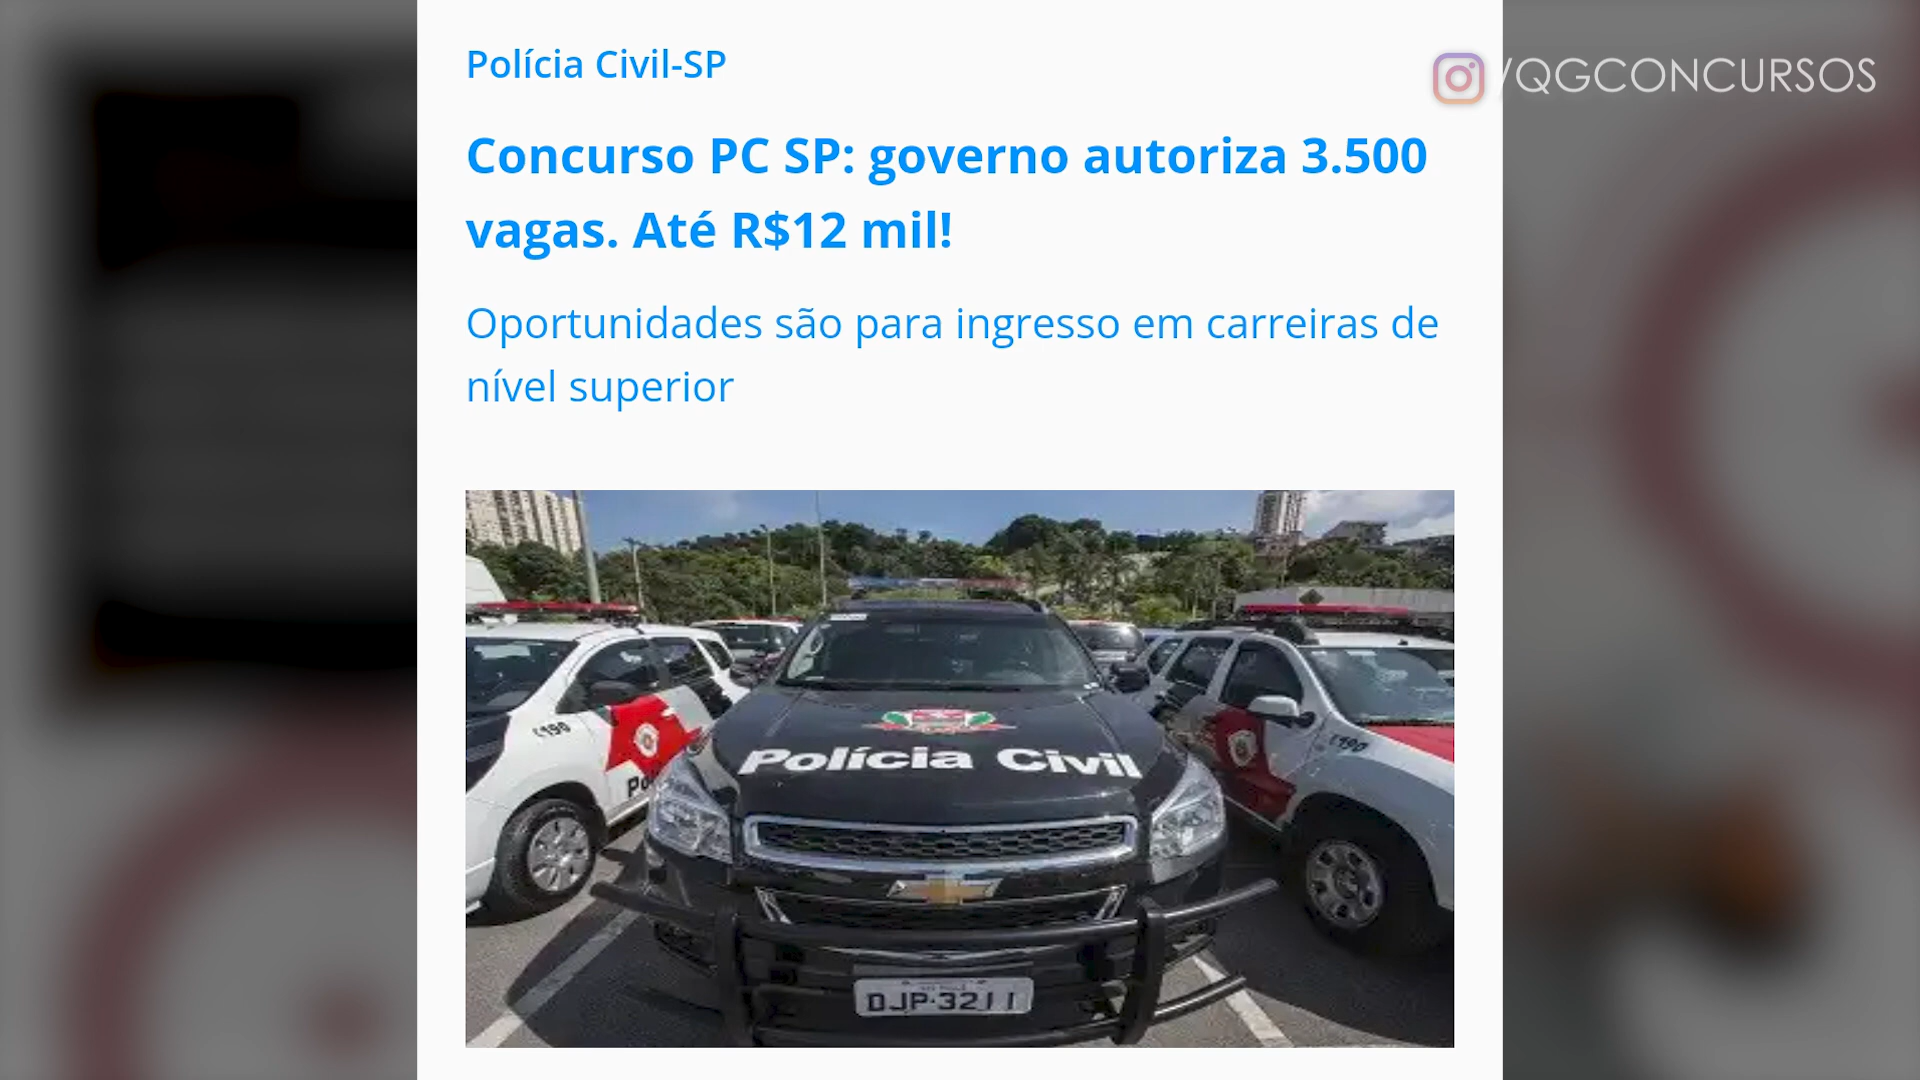 Polícia Civil-SP
/QGCONCURSOS
Concurso PC SP: governo autoriza 3.500
vagas. Até R$12 mil!
Oportunidades são para ingresso em carreiras de
nível superior
190
Po
190
Polícia Civil
DJP-3211